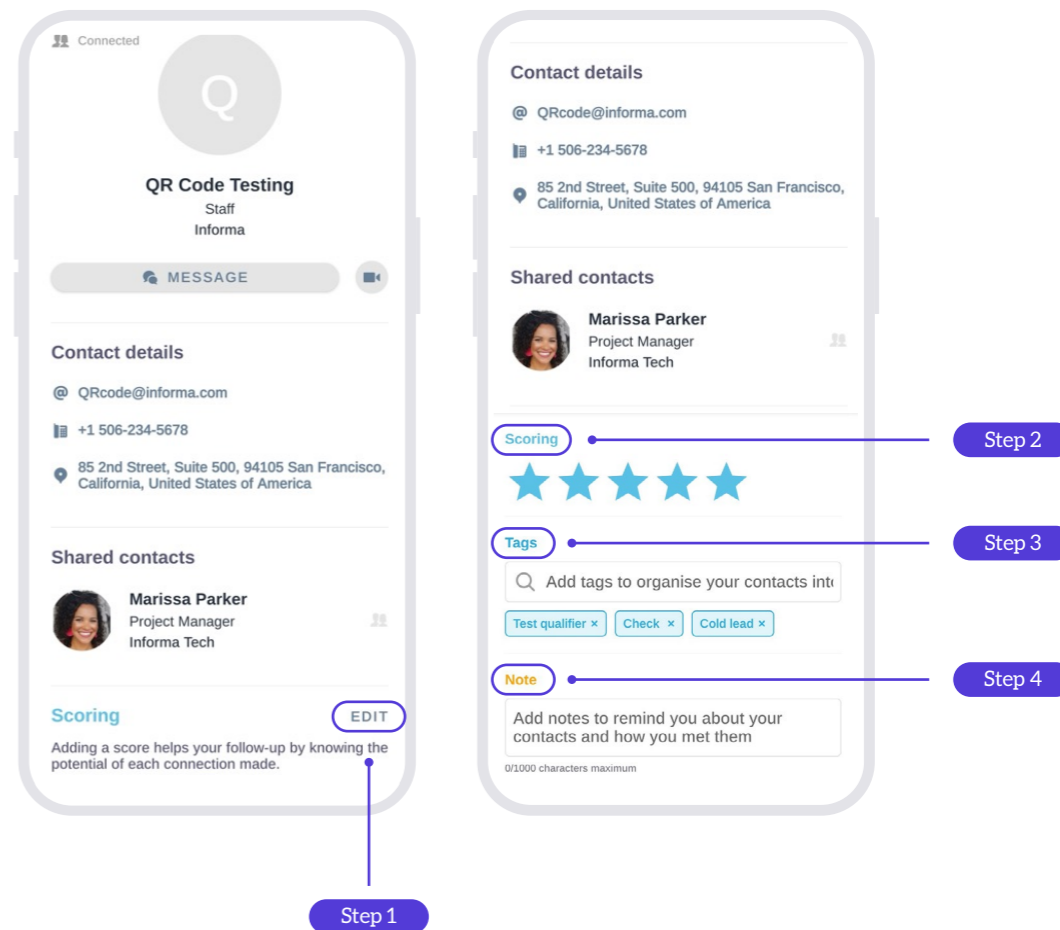 Connected
Q
QR Code Testing
Staff
Informa
MESSAGE
Contact details
@ QRcode@informa.com
+1 506-234-5678
85 2nd Street, Suite 500, 94105 San Francisco,
California, United States of America
Shared contacts
Marissa Parker
Project Manager
Informa Tech
Scoring
EDIT
Adding a score helps your follow-up by knowing the
potential of each connection made.
Step 1
Contact details
@ QRcode@informa.com
+1 506-234-5678
85 2nd Street, Suite 500, 94105 San Francisco,
California, United States of America
Shared contacts
Marissa Parker
Project Manager
Informa Tech
Scoring
Step 2
Tags
Step 3
Add tags to organise your contacts int
Test qualifier × Check × Cold lead ×
Note
Step 4
Add notes to remind you about your
contacts and how you met them
0/1000 characters maximum